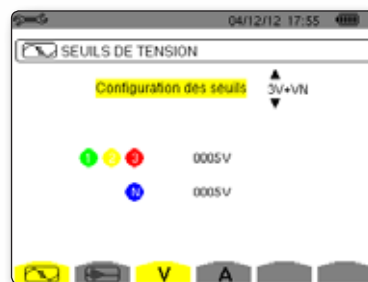 04/12/12 17:55
SEUILS DE TENSION
Configuration des seuils 3V+VN
1 2 3 0005V
N 0005V
V A